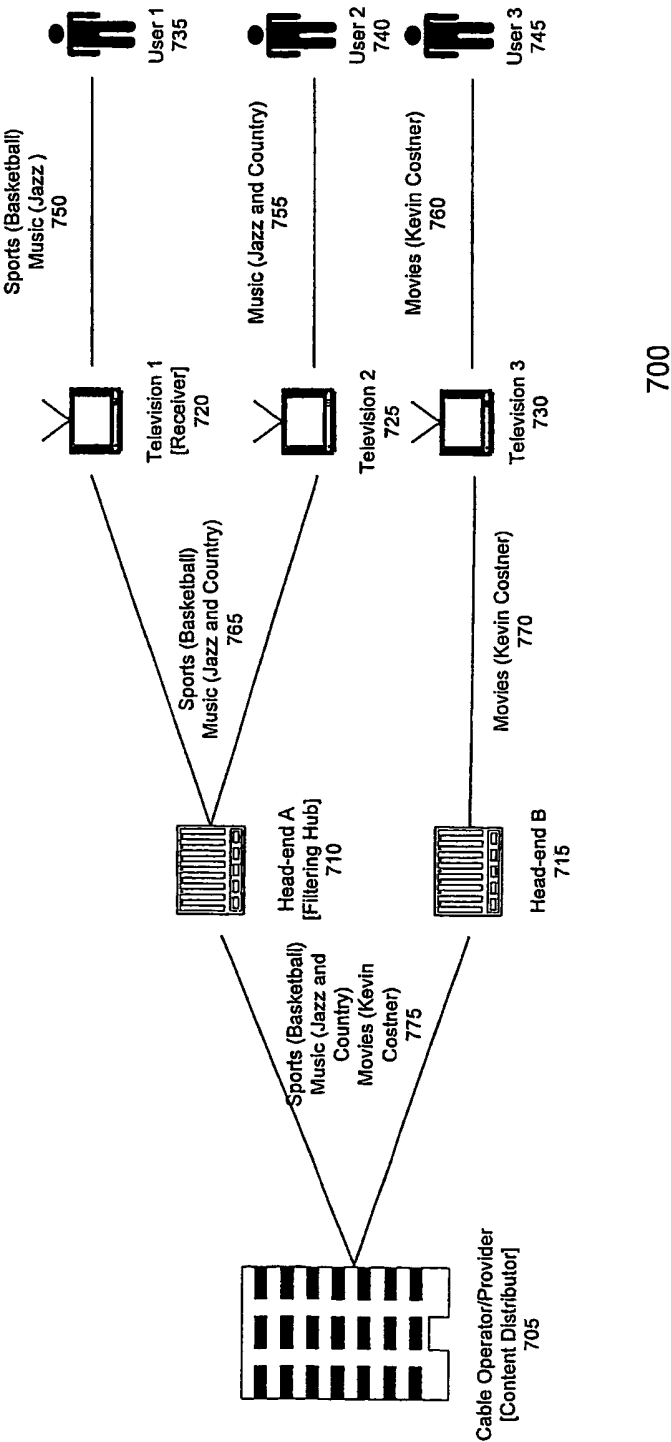 Cable Operator/Provider
[Content Distributor]
705
Sports (Basketball)
Music (Jazz and
Country)
Movies (Kevin
Costner)
775
Head-end A
[Filtering Hub]
710
Head-end B
715
Sports (Basketball)
Music (Jazz and Country)
765
Movies (Kevin Costner)
770
Television 1
[Receiver]
720
Television 2
725
Television 3
730
Sports (Basketball)
Music (Jazz )
750
Music (Jazz and Country)
755
Movies (Kevin Costner)
760
User 1
735
User 2
740
User 3
745
700